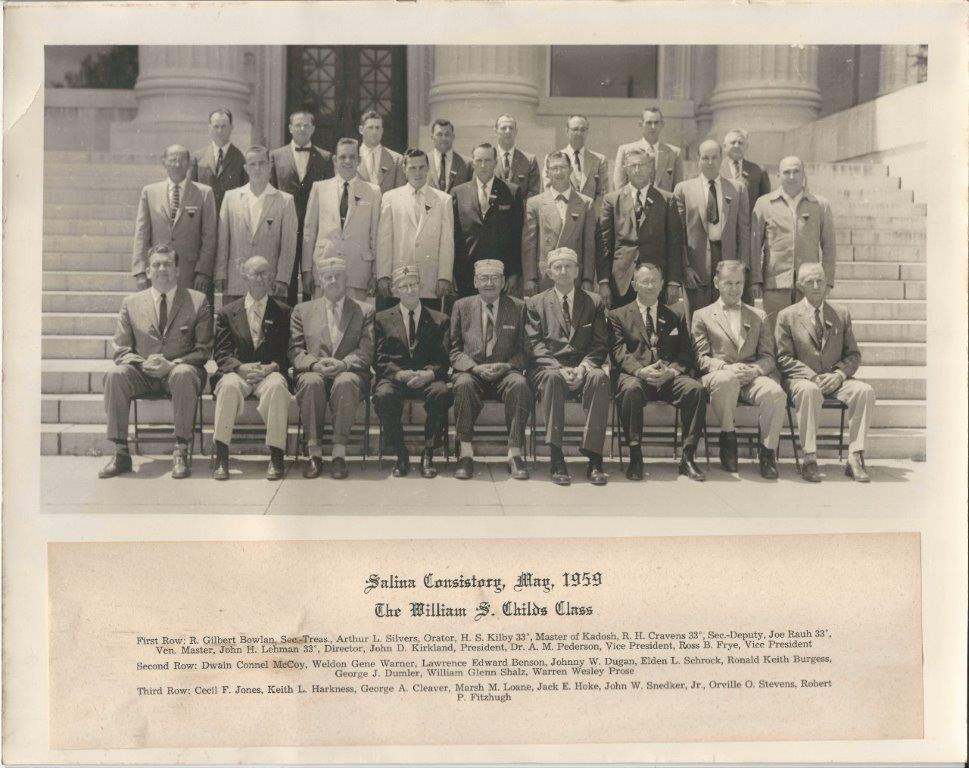 Salina Consistory, May, 1959
The William S. Childs Class
First Row: R. Gilbert Bowlan, Sec.-Treas., Arthur L. Silvers, Orator, H. S. Kilby 33°, Master of Kadosh, R. H. Cravens 33°, Sec.-Deputy, Joe Rauh 33°,
Ven. Master, John H. Lehman 33°, Director, John D. Kirkland, President, Dr. A. M. Pederson, Vice President, Ross B. Frye, Vice President
Second Row: Dwain Connel McCoy, Weldon Gene Warner, Lawrence Edward Benson, Johnny W. Dugan, Elden L. Schrock, Ronald Keith Burgess,
George J. Dumler, William Glenn Shalz, Warren Wesley Prose
Third Row: Cecil F. Jones, Keith L. Harkness, George A. Cleaver, Marsh M. Loane, Jack E. Hoke, John W. Snedker, Jr., Orville O. Stevens, Robert
P. Fitzhugh